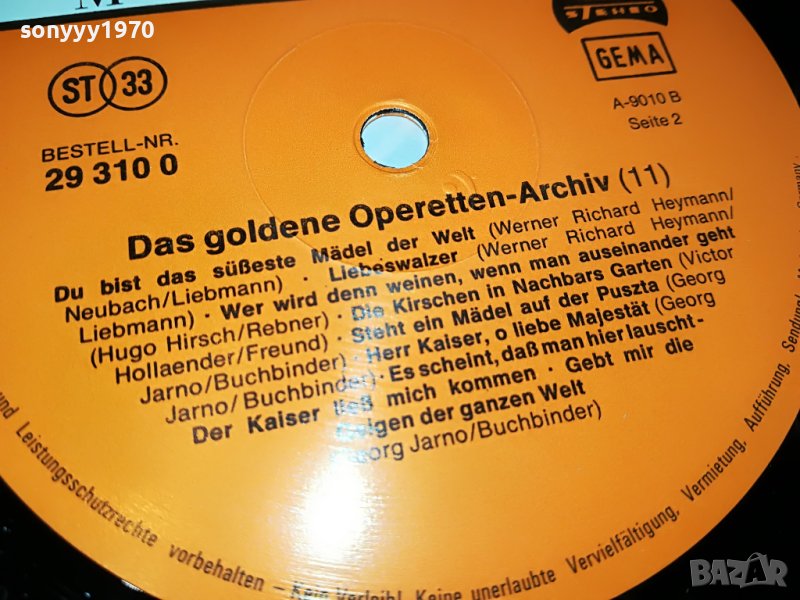 sonyyy1970
M
STEREO
GEMA
ST 33
A-9010 B
Seite 2
BESTELL-NR.
29 310 0
Das goldene Operetten-Archiv (11)
Du bist das süßeste Mädel der Welt (Werner Richard Heymann/
Neubach/Liebmann) · Liebeswalzer (Werner Richard Heymann/
Liebmann) · Wer wird denn weinen, wenn man auseinander geht
(Hugo Hirsch/Rebner) · Die Kirschen in Nachbars Garten (Victor
Hollaender/Freund) · Steht ein Mädel auf der Puszta (Georg
Jarno/Buchbinder) · Herr Kaiser, o liebe Majestät (Georg
Jarno/Buchbinder) · Es scheint, daß man hier lauscht-
Der Kaiser ließ mich kommen · Gebt mir die
der ganzen Welt
Jarno/Buchbinder)
und Leistungsschutzrechte vorbehalten – Kein Verleih! Keine unerlaubte Vervielfältigung, Vermietung, Aufführung, Sendung!
Germany
BAZAR